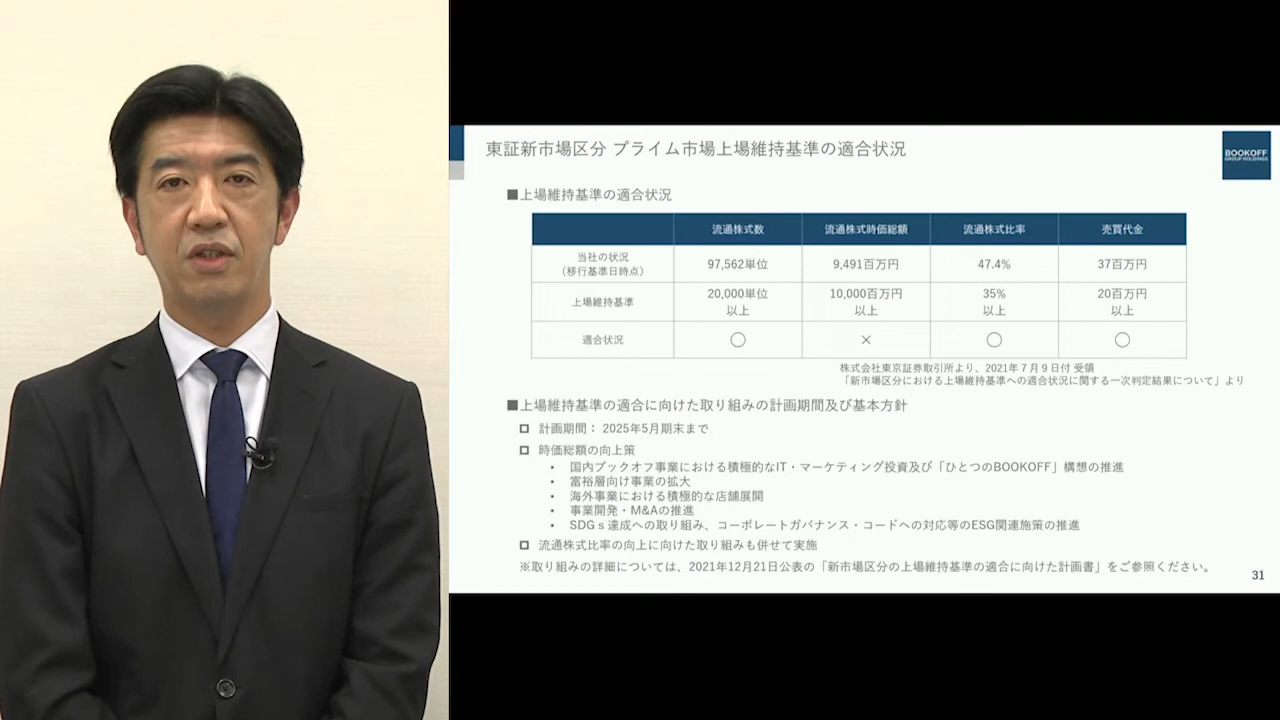 東証新市場区分 プライム市場上場維持基準の適合状況
BOOKOFF
GROUP HOLDINGS
■上場維持基準の適合状況
流通株式数 流通株式時価総額 流通株式比率 売買代金
当社の状況
（移行基準日時点） 97,562単位 9,491百万円 47.4% 37百万円
上場維持基準 20,000単位
以上 10,000百万円
以上 35%
以上 20百万円
以上
適合状況 ○ × ○ ○
株式会社東京証券取引所より、2021年７月９日付 受領
「新市場区分における上場維持基準への適合状況に関する一次判定結果について」より
■上場維持基準の適合に向けた取り組みの計画期間及び基本方針
計画期間： 2025年5月期末まで
時価総額の向上策
• 国内ブックオフ事業における積極的なIT・マーケティング投資及び「ひとつのBOOKOFF」構想の推進
• 富裕層向け事業の拡大
• 海外事業における積極的な店舗展開
• 事業開発・M&Aの推進
• SDGｓ達成への取り組み、コーポレートガバナンス・コードへの対応等のESG関連施策の推進
流通株式比率の向上に向けた取り組みも併せて実施
※取り組みの詳細については、2021年12月21日公表の「新市場区分の上場維持基準の適合に向けた計画書」をご参照ください。
31